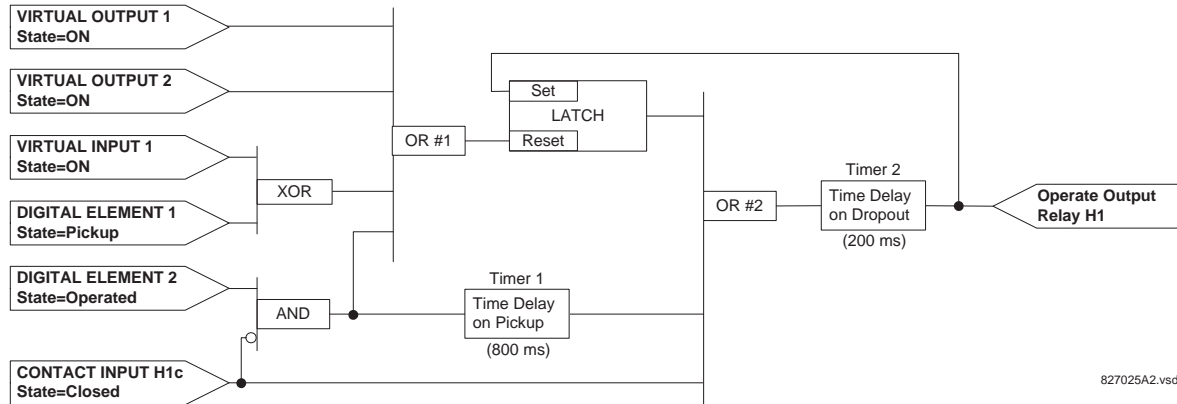 VIRTUAL OUTPUT 1
State=ON
VIRTUAL OUTPUT 2
State=ON
VIRTUAL INPUT 1
State=ON
DIGITAL ELEMENT 1
State=Pickup
DIGITAL ELEMENT 2
State=Operated
CONTACT INPUT H1c
State=Closed
XOR
AND
OR #1
Set
LATCH
Reset
Timer 1
Time Delay
on Pickup
(800 ms)
OR #2
Timer 2
Time Delay
on Dropout
(200 ms)
Operate Output
Relay H1
827025A2.vsd